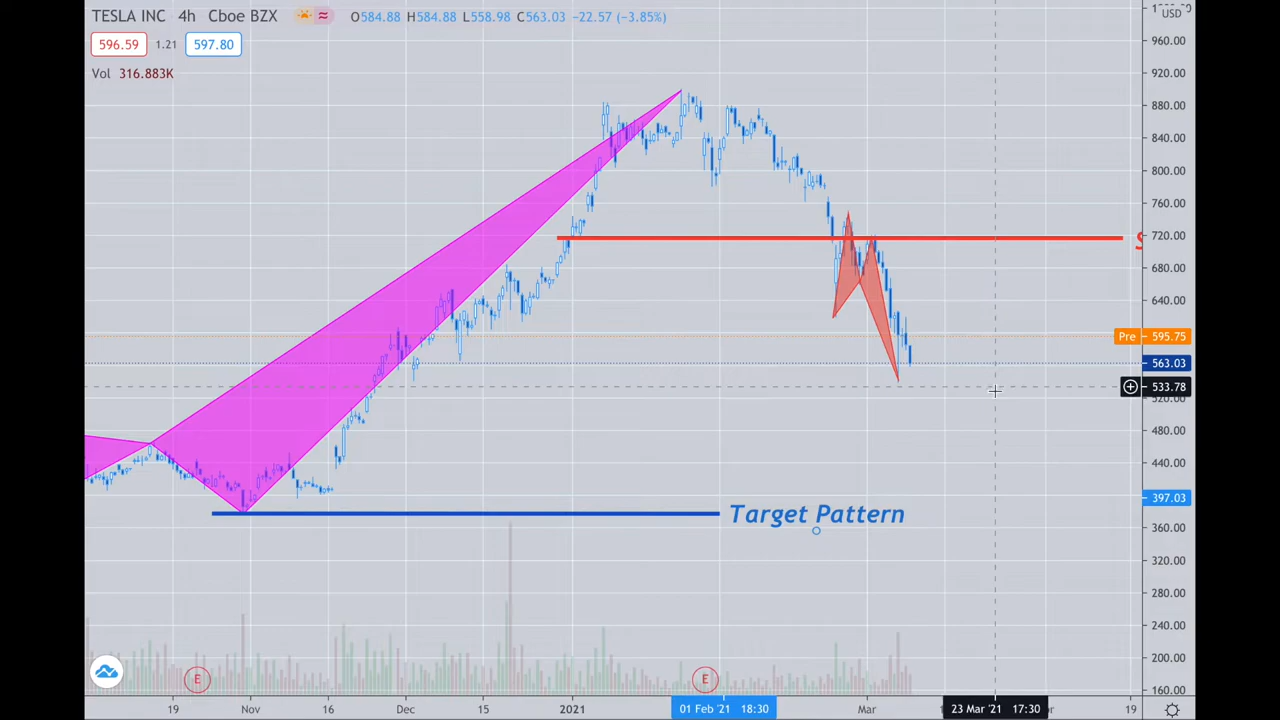 TESLA INC 4h Cboe BZX O584.88 H584.88 L558.98 C563.03 −22.57 (−3.85%)
USD
596.59 1.21 597.80
Vol 316.883K
960.00
920.00
880.00
840.00
800.00
760.00
720.00
680.00
640.00
Pre 595.75
563.03
533.78
520.00
480.00
440.00
397.03
360.00
320.00
280.00
240.00
200.00
160.00
Target Pattern
E E
19 Nov 16 Dec 15 2021 01 Feb '21 18:30 Mar 23 Mar '21 17:30 19